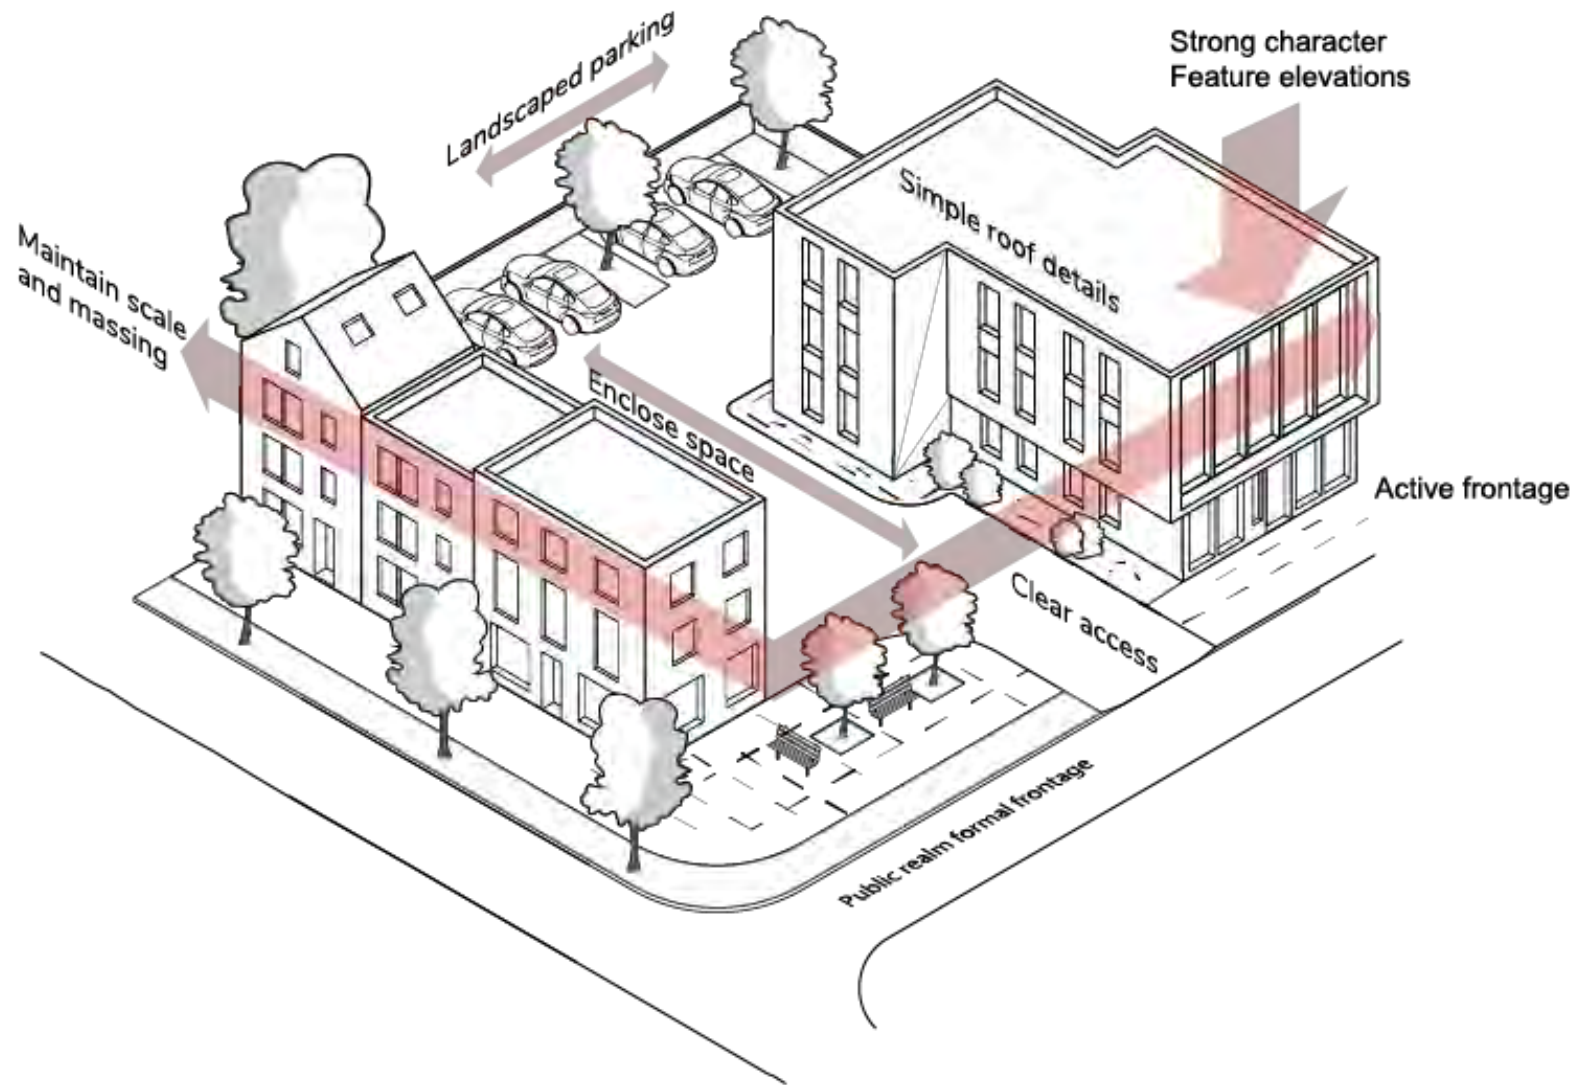 Landscaped parking
Strong character
Feature elevations
Simple roof details
Maintain scale
and massing
Enclose space
Active frontage
Clear access
Public realm formal frontage